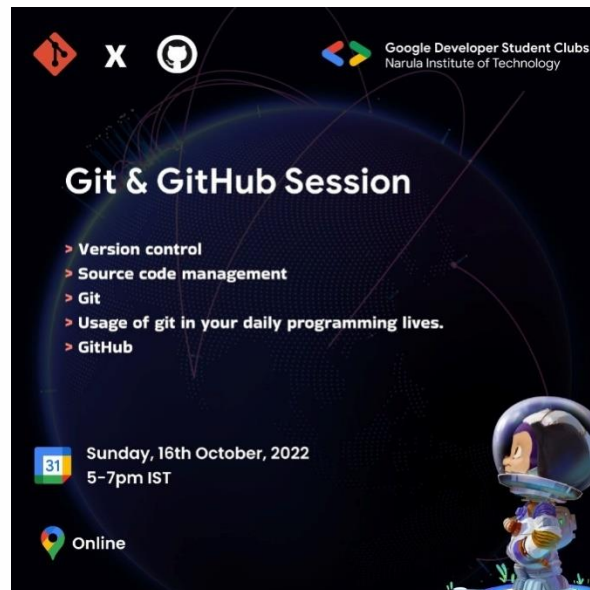 X
Google Developer Student Clubs
Narula Institute of Technology
Git & GitHub Session
> Version control
> Source code management
> Git
> Usage of git in your daily programming lives.
> GitHub
31
Sunday, 16th October, 2022
5-7pm IST
Online